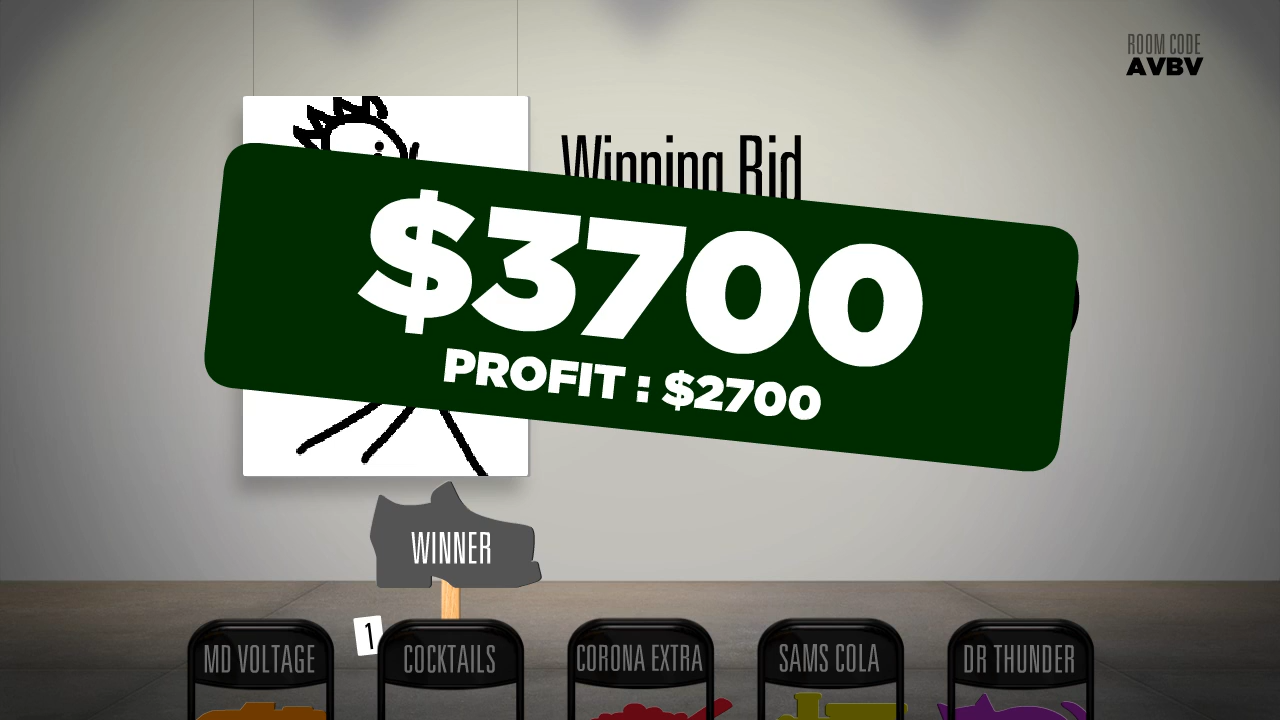 ROOM CODE
AVBV
Winning Bid
$3700
PROFIT : $2700
WINNER
1
MD VOLTAGE
COCKTAILS
CORONA EXTRA
SAMS COLA
DR THUNDER